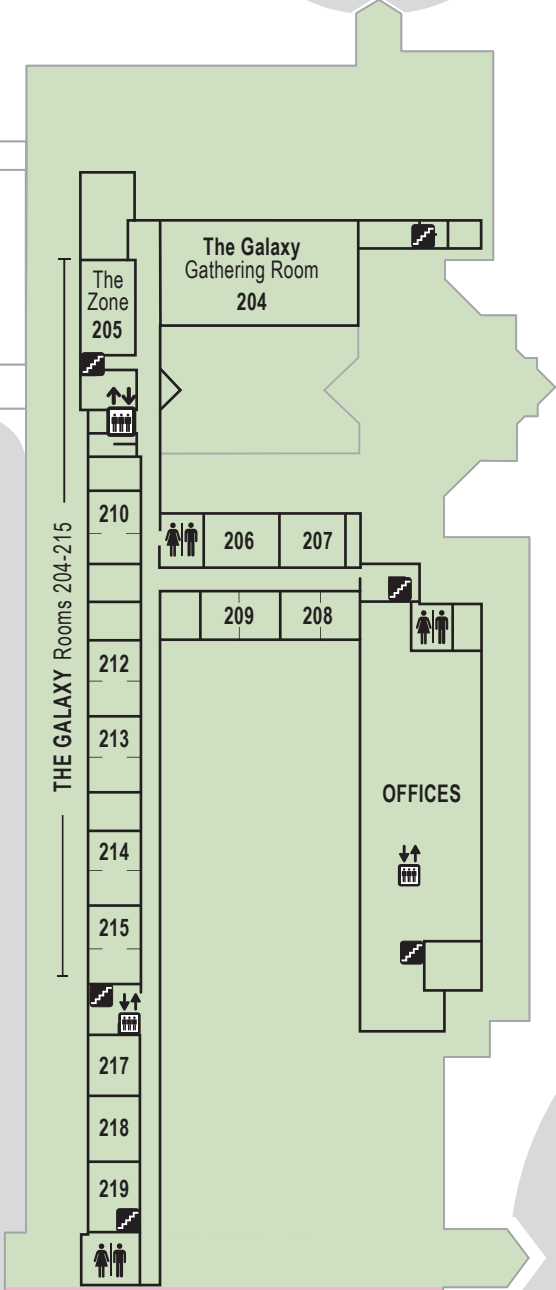 The Galaxy
Gathering Room
204
The
Zone
205
THE GALAXY Rooms 204-215
210
206
207
209
208
212
213
OFFICES
214
215
217
218
219